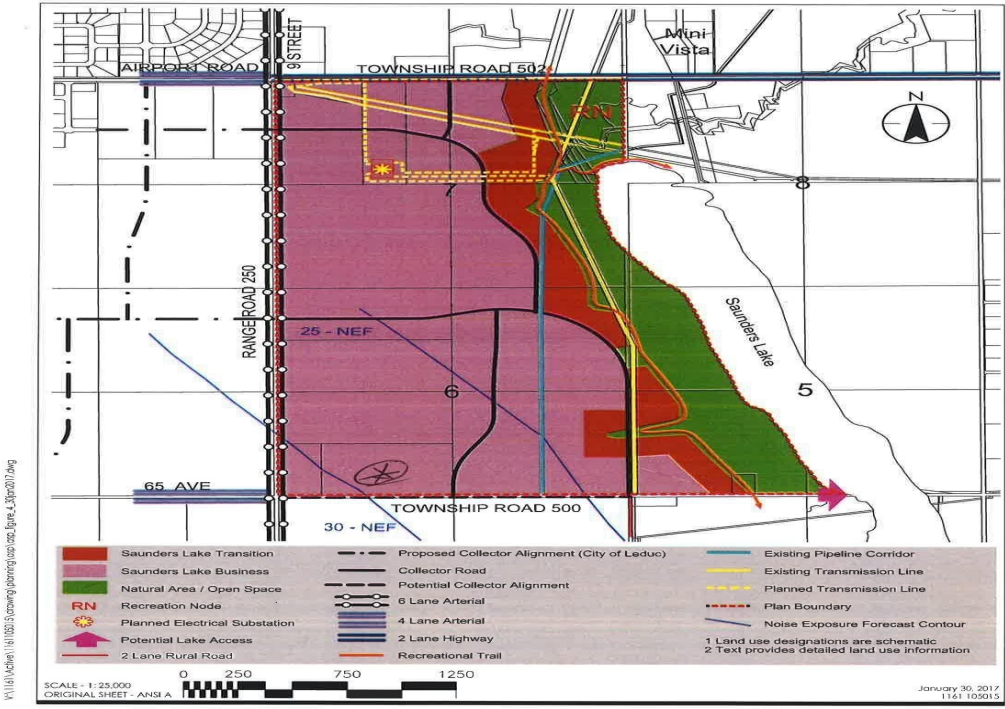 Mini
Vista
AIRPORT ROAD
9 STREET
TOWNSHIP ROAD 502
RN
N
7
8
RANGE ROAD 250
25 - NEF
Saunders Lake
6
5
65 AVE
TOWNSHIP ROAD 500
30 - NEF
Saunders Lake Transition
Saunders Lake Business
Natural Area / Open Space
RN Recreation Node
Planned Electrical Substation
Potential Lake Access
2 Lane Rural Road
Proposed Collector Alignment (City of Leduc)
Collector Road
Potential Collector Alignment
6 Lane Arterial
4 Lane Arterial
2 Lane Highway
Recreational Trail
Existing Pipeline Corridor
Existing Transmission Line
Planned Transmission Line
Plan Boundary
Noise Exposure Forecast Contour
1 Land use designations are schematic
2 Text provides detailed land use information
SCALE - 1: 25,000
ORIGINAL SHEET - ANSI A
0 250 750 1250
January 30, 2017
1161 105015